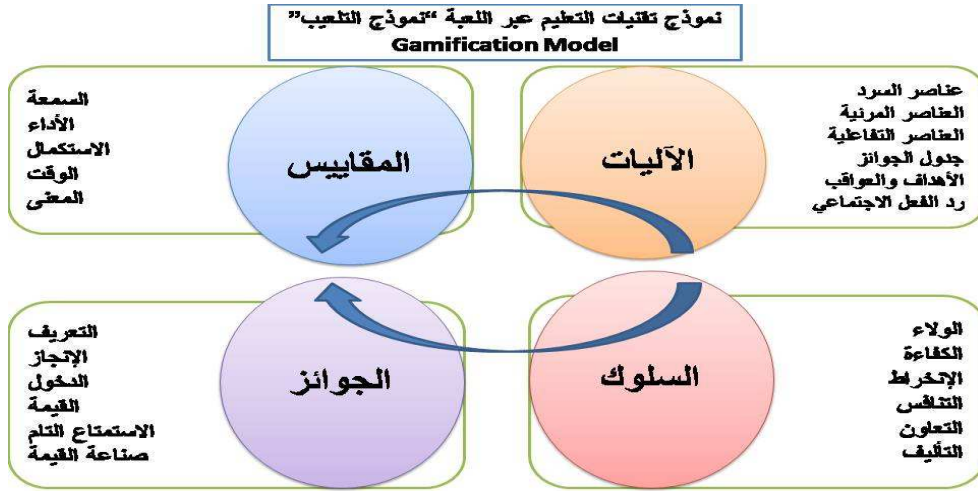 نموذج تقنيات التعليم عبر اللعبة “نموذج التلعيب”
Gamification Model
الآليات
عناصر السرد
العناصر المرئية
العناصر التفاعلية
جدول الجوائز
الأهداف والعواقب
رد الفعل الاجتماعي
المقاييس
السمعة
الأداء
الاستكمال
الوقت
المعنى
السلوك
الولاء
الكفاءة
الإنخراط
التنافس
التعاون
التأليف
الجوائز
التعريف
الإنجاز
الدخول
القيمة
الاستمتاع التام
صناعة القيمة